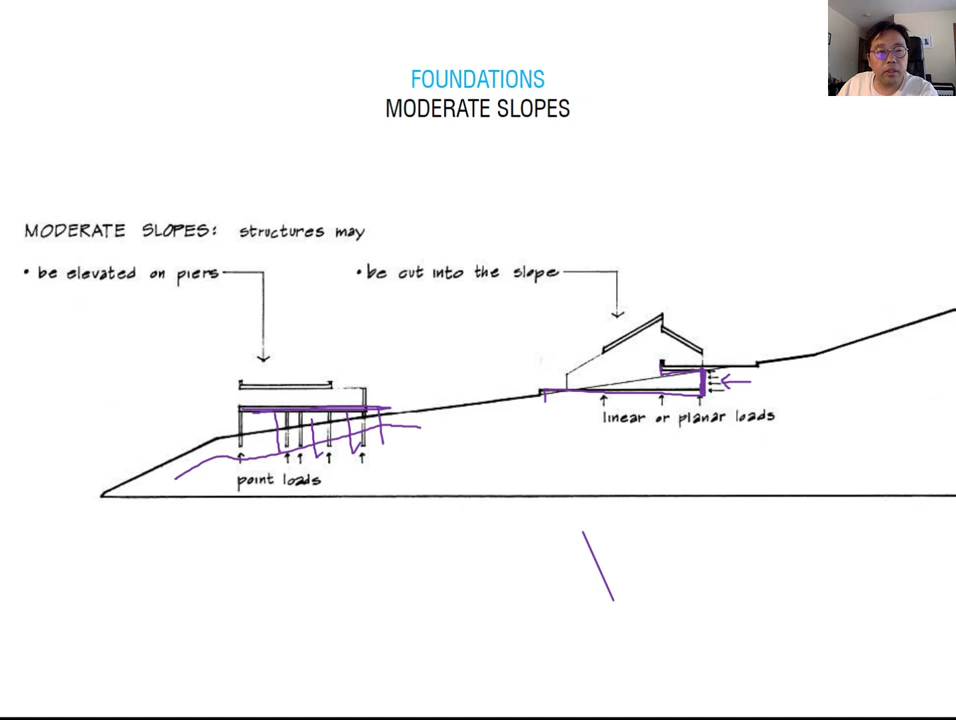 FOUNDATIONS
MODERATE SLOPES
MODERATE SLOPES: structures may
• be elevated on piers
• be cut into the slope
linear or planar loads
point loads